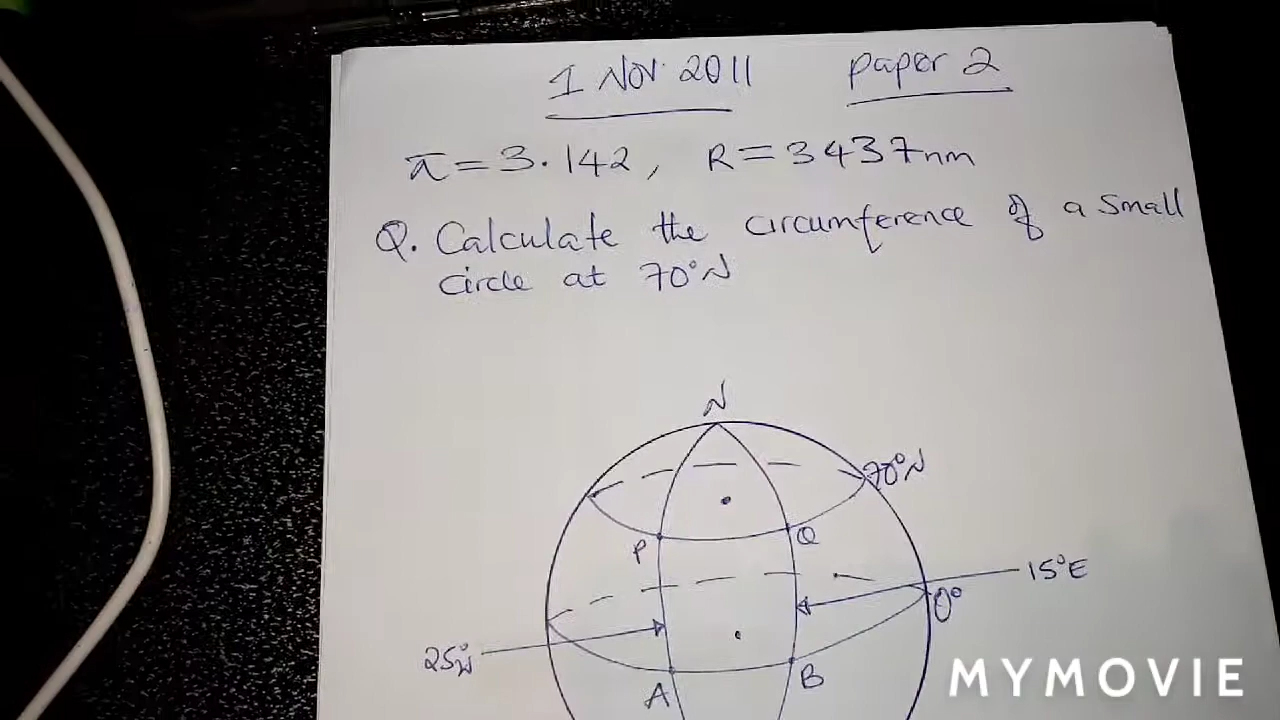 1 Nov 2011 paper 2
π = 3.142, R = 3437nm
Q. Calculate the circumference of a small
circle at 70°N
N
70°N
P Q
15°E
0°
25°W
A B
MYMOVIE